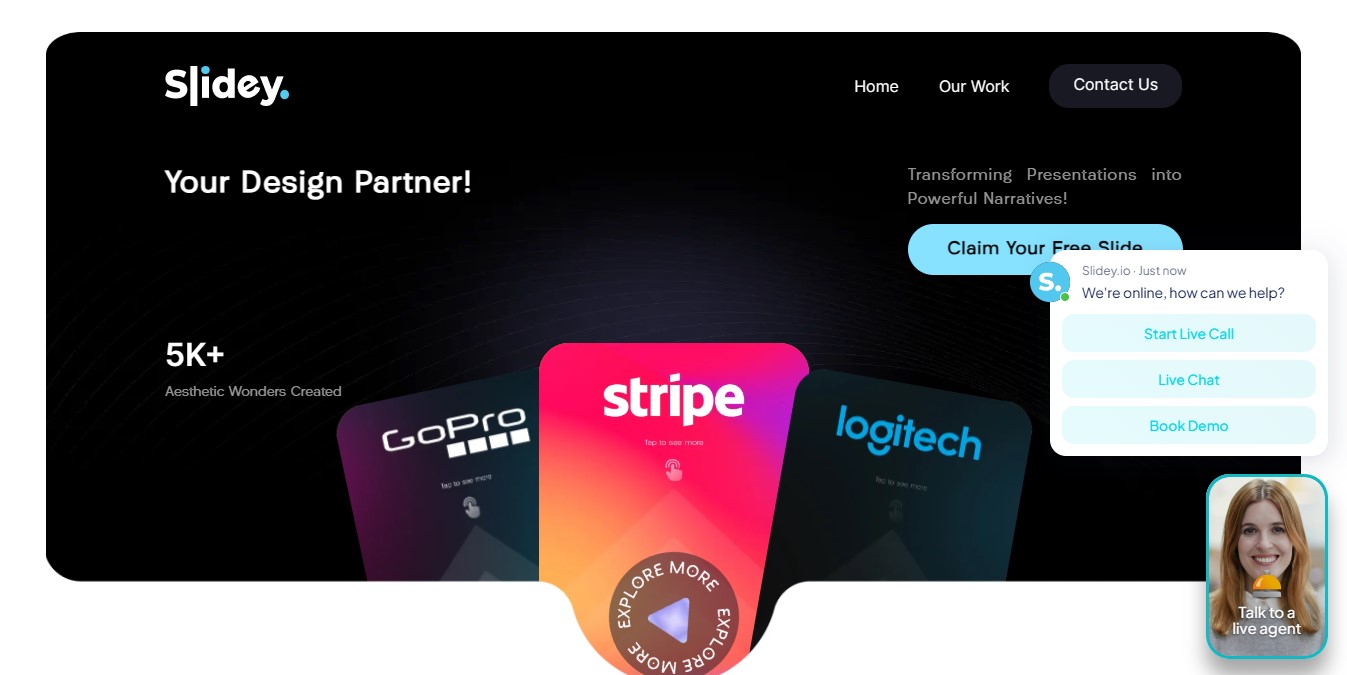 Slidey.
Home
Our Work
Contact Us
Your Design Partner!
Transforming Presentations into
Powerful Narratives!
Claim Your Free Slide
S.
Slidey.io · Just now
We're online, how can we help?
Start Live Call
Live Chat
Book Demo
5K+
Aesthetic Wonders Created
GoPro
Tap to see more
stripe
Tap to see more
logitech
Tap to see more
EXPLORE MORE
EXPLORE MORE
EXPLORE MORE
Talk to a
live agent